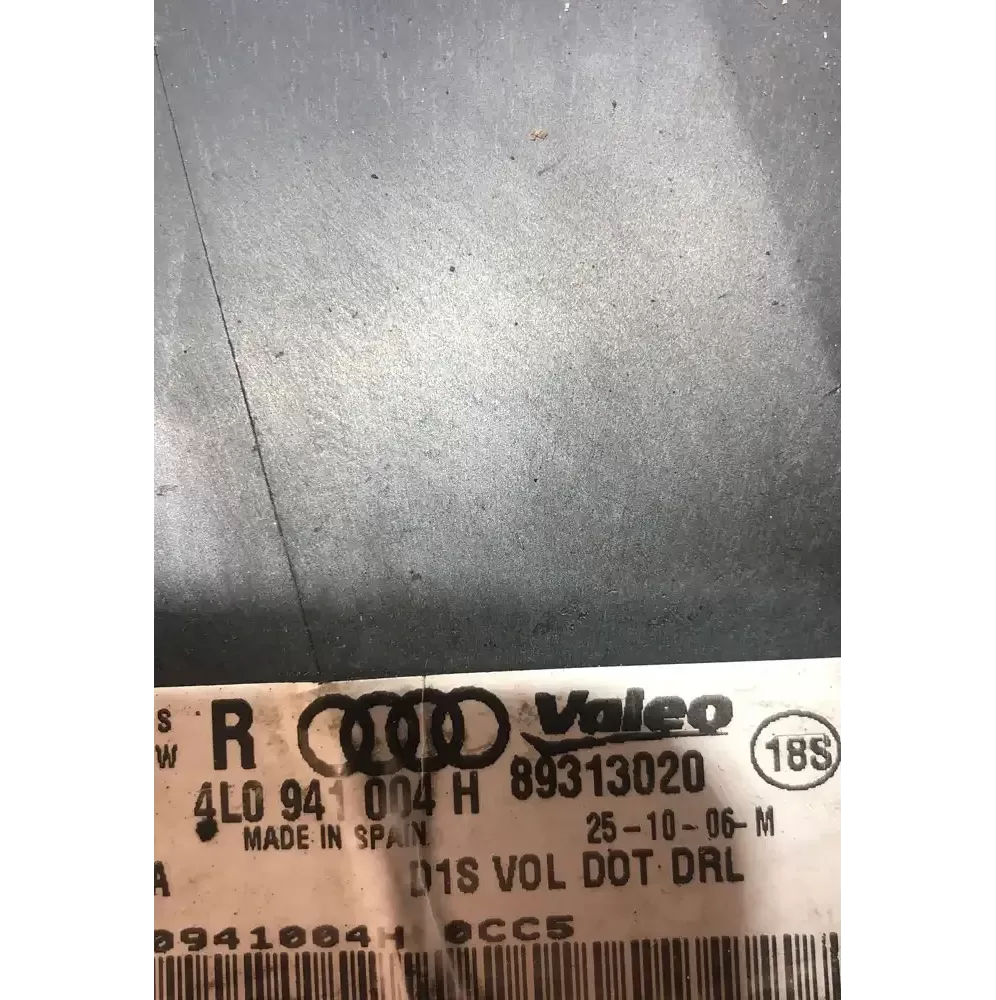 S
W
R Valeo
18S
4L0 941 004 H 89313020
MADE IN SPAIN 25-10-06-M
A D1S VOL DOT DRL
0941004H 0CC5